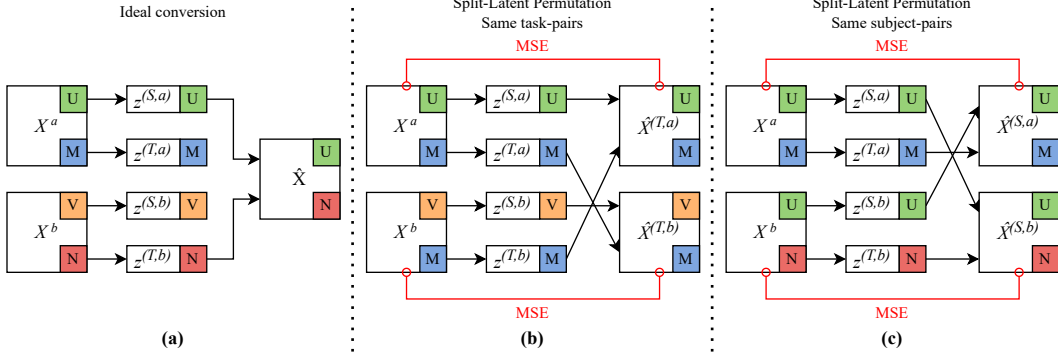 Ideal conversion
X^a
U
M
z^(S,a) U
z^(T,a) M
X^b
V
N
z^(S,b) V
z^(T,b) N
X̂
U
N
(a)
Split-Latent Permutation
Same task-pairs
MSE
X^a
U
M
z^(S,a) U
z^(T,a) M
X^b
V
M
z^(S,b) V
z^(T,b) M
X̂^(T,a)
U
M
X̂^(T,b)
V
M
MSE
(b)
Split-Latent Permutation
Same subject-pairs
MSE
X^a
U
M
z^(S,a) U
z^(T,a) M
X^b
U
N
z^(S,b) U
z^(T,b) N
X̂^(S,a)
U
M
X̂^(S,b)
U
N
MSE
(c)